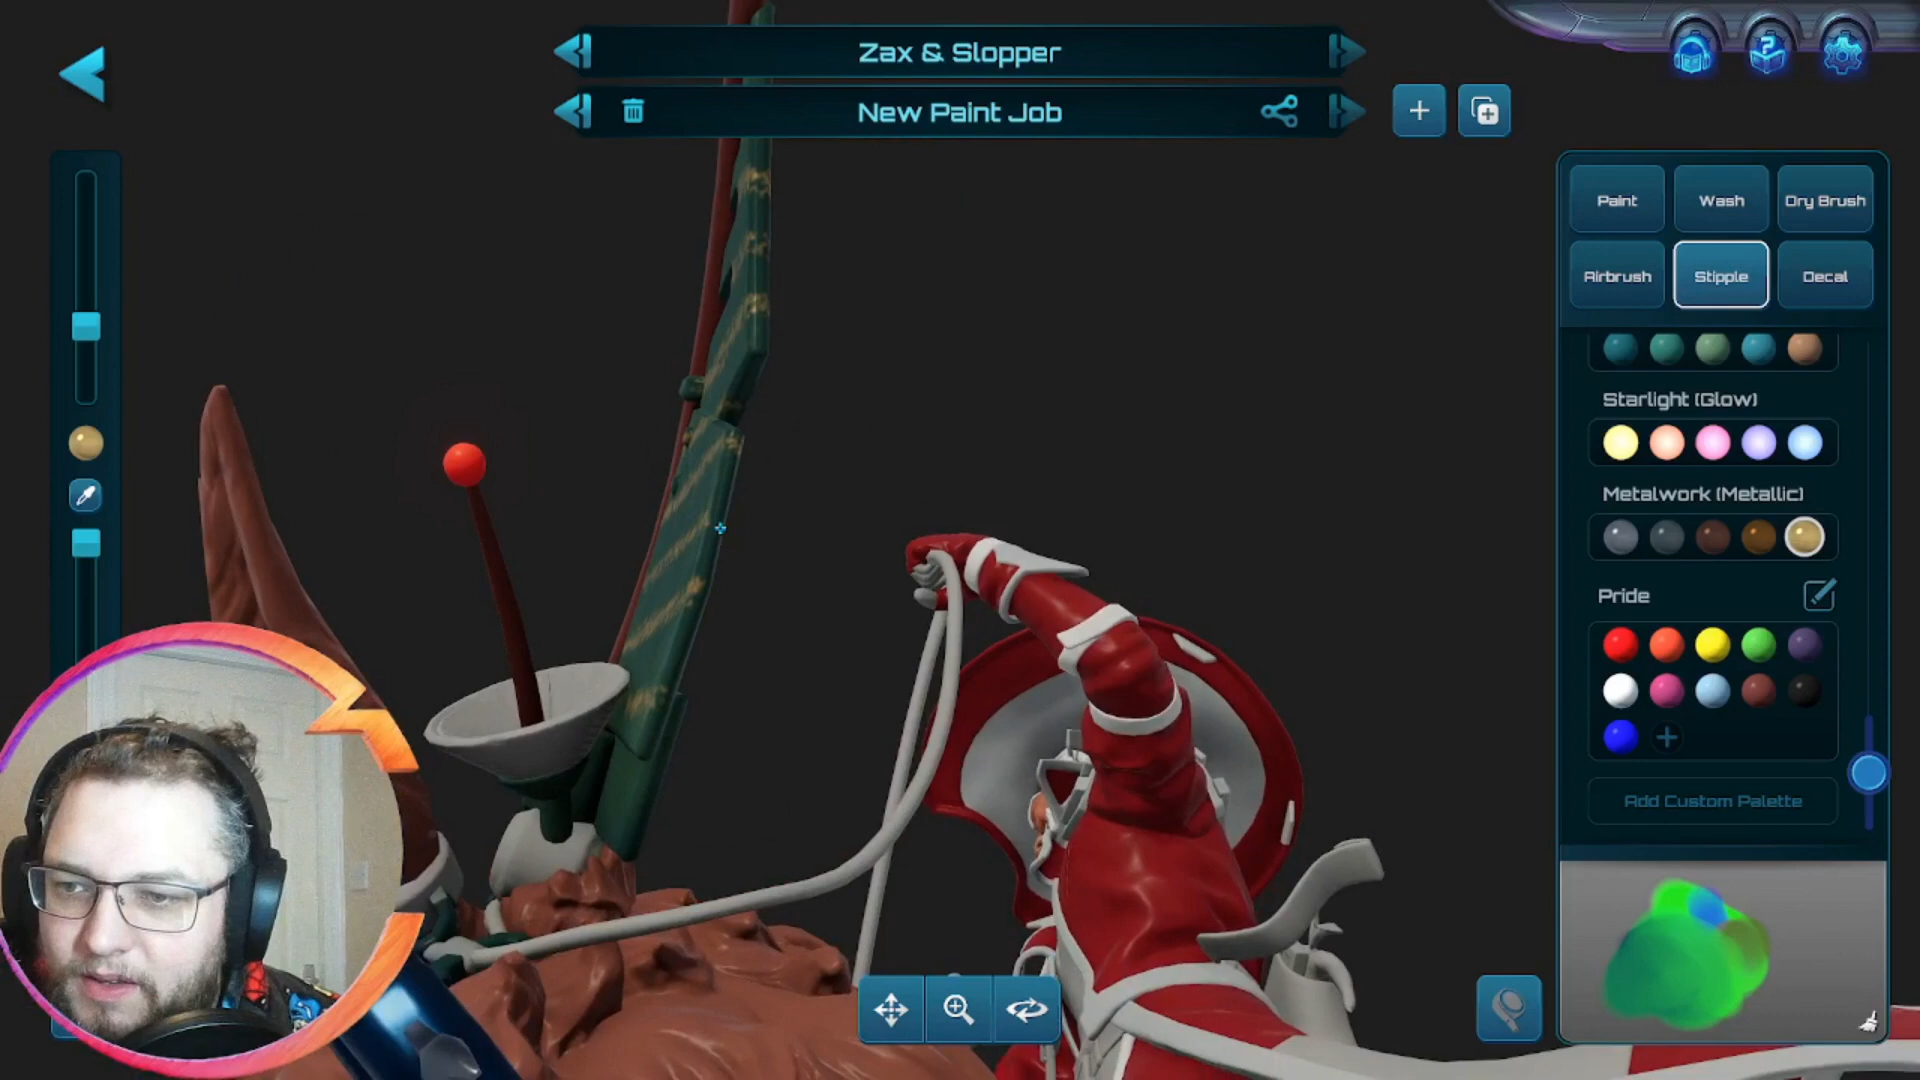 Zax & Slopper
New Paint Job
Paint
Wash
Dry Brush
Airbrush
Stipple
Decal
Starlight (Glow)
Metalwork (Metallic)
Pride
Add Custom Palette